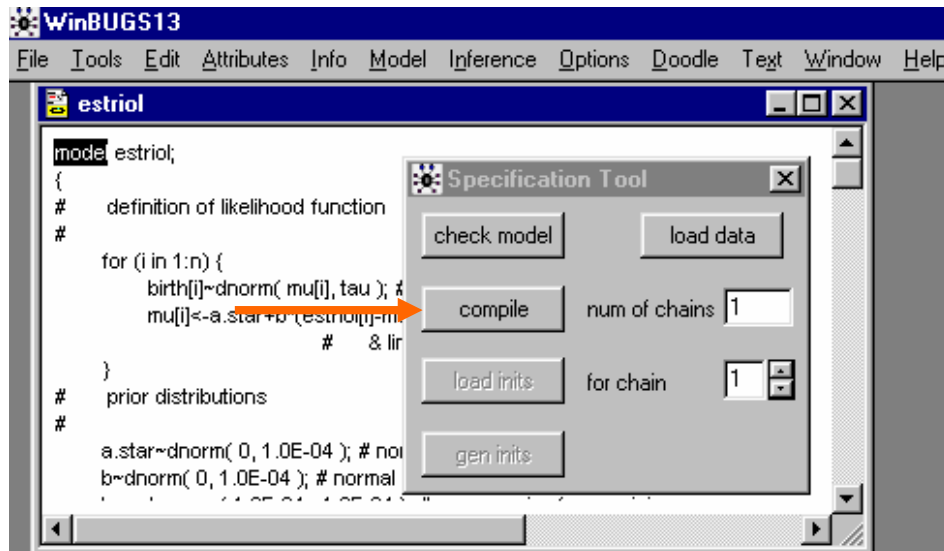 WinBUGS13
File Tools Edit Attributes Info Model Inference Options Doodle Text Window Help
estriol
model estriol;
{
# definition of likelihood function
#
for (i in 1:n) {
birth[i]~dnorm( mu[i], tau ); #
mu[i]<-a.star+b*(estriol[i]-m
# & lin
}
# prior distributions
#
a.star~dnorm( 0, 1.0E-04 ); # nor
b~dnorm( 0, 1.0E-04 ); # normal
Specification Tool
check model load data
compile num of chains 1
load inits for chain 1
gen inits